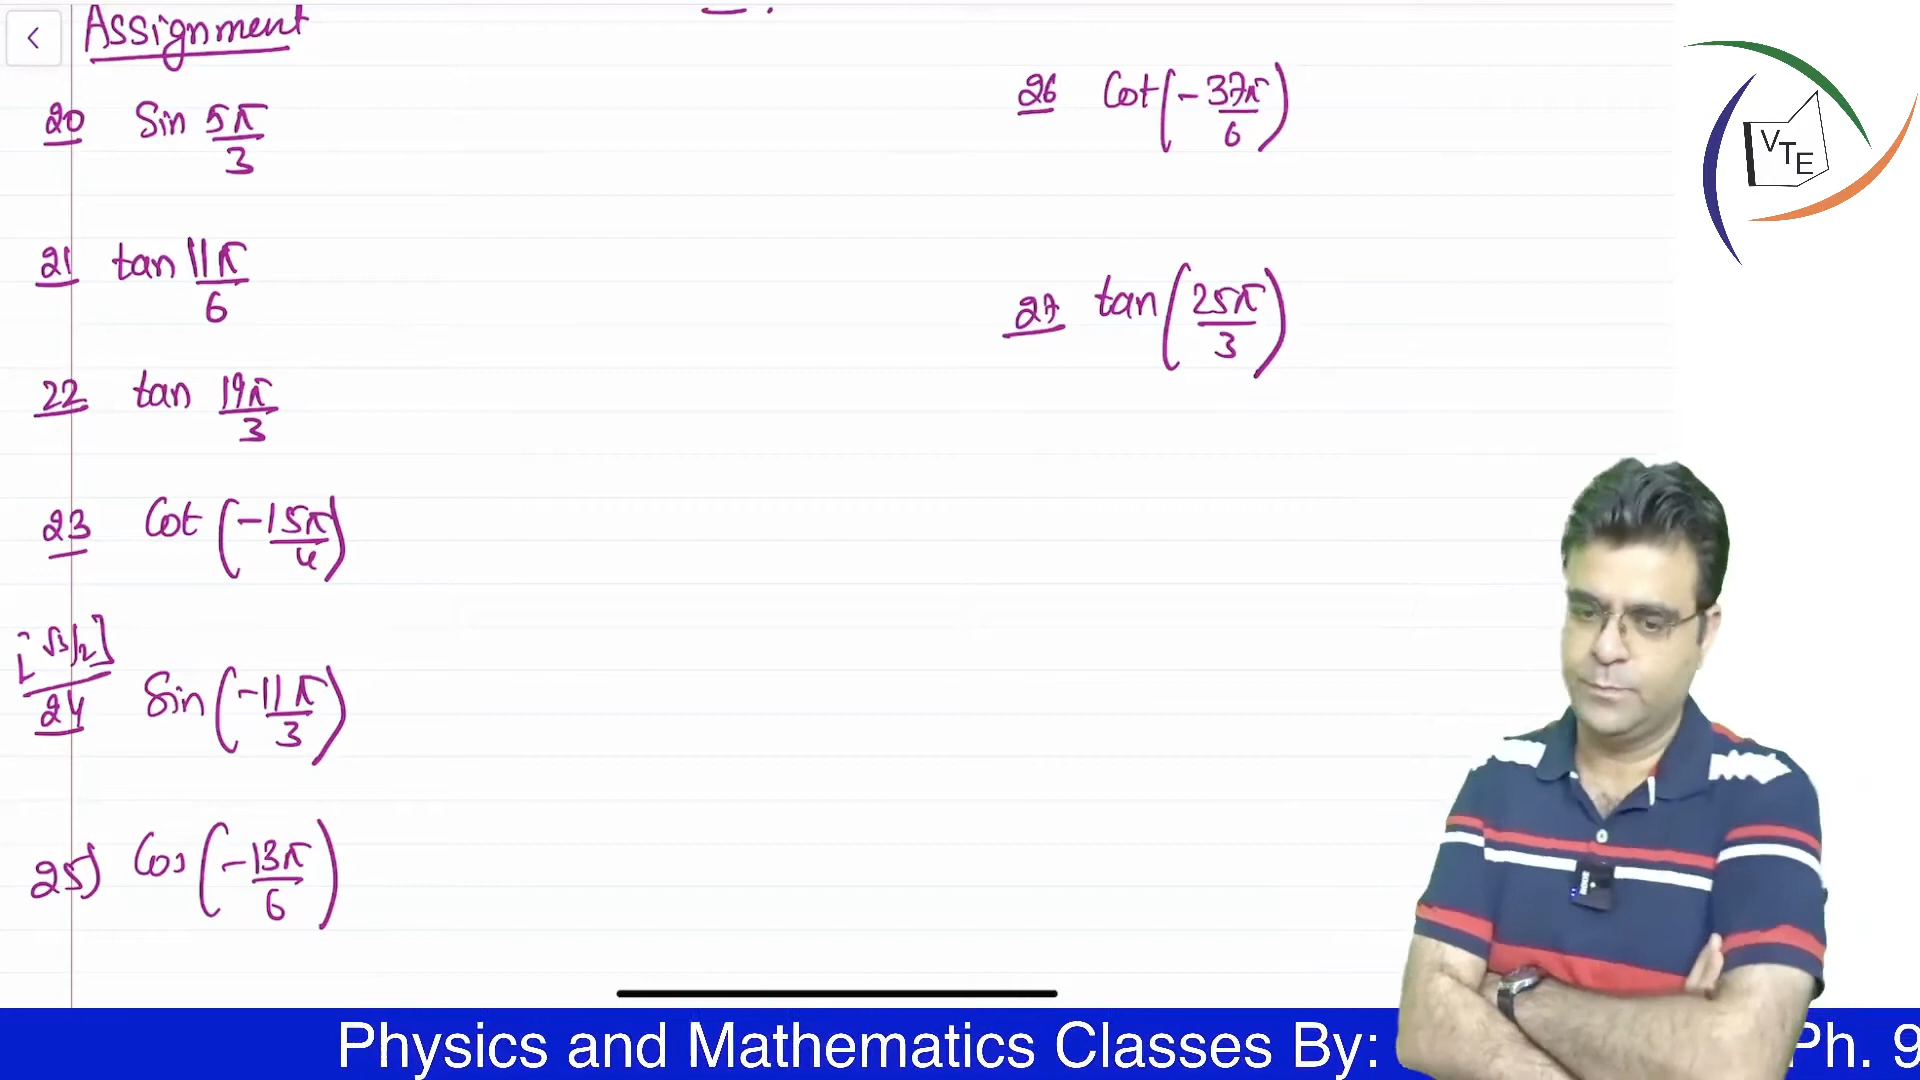 Assignment
20 Sin 5π/3
21 tan 11π/6
22 tan 19π/3
23 Cot (-15π/4)
[√3/2]
24 Sin (-11π/3)
25) Cos (-13π/6)
26 Cot (-37π/6)
27 tan (25π/3)
VTE
Physics and Mathematics Classes By: Ph. 9